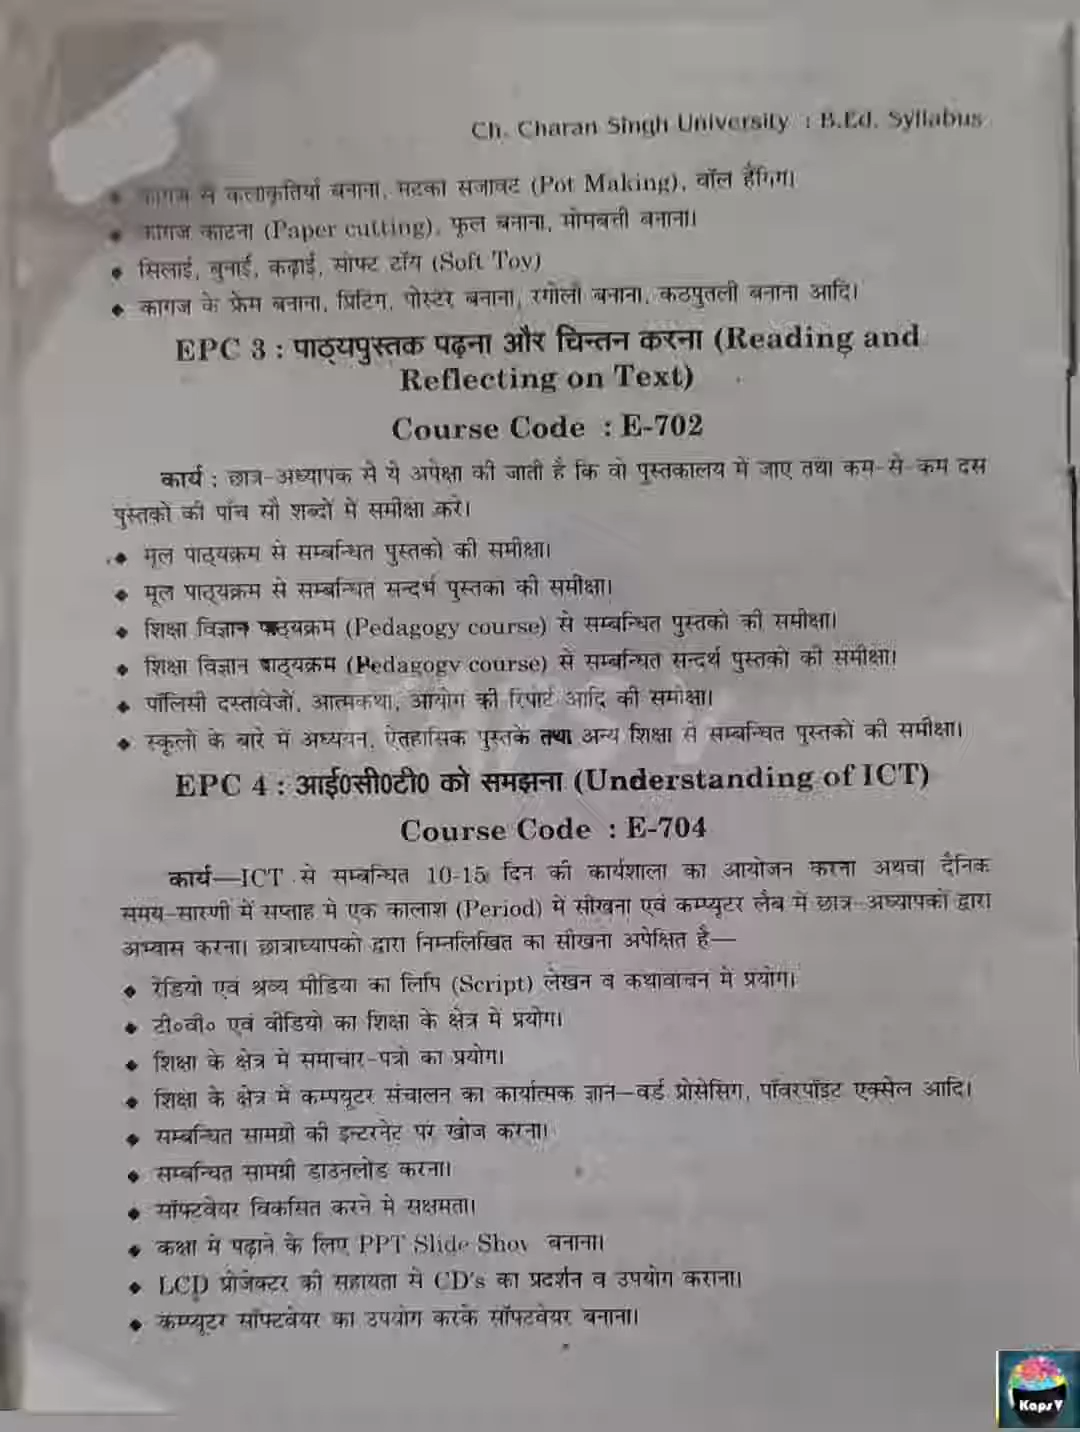 Ch. Charan Singh University : B.Ed. Syllabus
कागज से कलाकृतियाँ बनाना, मटका सजावट (Pot Making), वॉल हैंगिंग।
कागज काटना (Paper cutting), फूल बनाना, मोमबत्ती बनाना।
सिलाई, बुनाई, कढ़ाई, सोफ्ट टॉय (Soft Toy)
कागज के फ्रेम बनाना, प्रिंटिंग, पोस्टर बनाना, रंगोली बनाना, कठपुतली बनाना आदि।
EPC 3 : पाठ्यपुस्तक पढ़ना और चिन्तन करना (Reading and
Reflecting on Text)
Course Code : E-702
कार्य : छात्र-अध्यापक से ये अपेक्षा की जाती है कि वो पुस्तकालय में जाए तथा कम-से-कम दस
पुस्तकों की पाँच सौ शब्दों में समीक्षा करे।
मूल पाठ्यक्रम से सम्बन्धित पुस्तकों की समीक्षा।
मूल पाठ्यक्रम से सम्बन्धित सन्दर्भ पुस्तकों की समीक्षा।
शिक्षा विज्ञान पाठ्यक्रम (Pedagogy course) से सम्बन्धित पुस्तकों की समीक्षा।
शिक्षा विज्ञान पाठ्यक्रम (Pedagogy course) से सम्बन्धित सन्दर्थ पुस्तकों की समीक्षा।
पॉलिसी दस्तावेजों, आत्मकथा, आयोग की रिपोर्ट आदि की समीक्षा।
स्कूलों के बारे में अध्ययन, ऐतहासिक पुस्तकें तथा अन्य शिक्षा से सम्बन्धित पुस्तकों की समीक्षा।
EPC 4 : आई0सी0टी0 को समझना (Understanding of ICT)
Course Code : E-704
कार्य—ICT से सम्बन्धित 10-15 दिन की कार्यशाला का आयोजन करना अथवा दैनिक
समय-सारणी में सप्ताह में एक कालांश (Period) में सीखना एवं कम्प्यूटर लैब में छात्र-अध्यापकों द्वारा
अभ्यास करना। छात्राध्यापकों द्वारा निम्नलिखित का सीखना अपेक्षित है—
रेडियो एवं श्रव्य मीडिया का लिपि (Script) लेखन व कथावाचन में प्रयोग।
टी०वी० एवं वीडियो का शिक्षा के क्षेत्र में प्रयोग।
शिक्षा के क्षेत्र में समाचार-पत्रों का प्रयोग।
शिक्षा के क्षेत्र में कम्पयूटर संचालन का कार्यात्मक ज्ञान—वर्ड प्रोसेसिंग, पॉवरपॉइंट एक्सेल आदि।
सम्बन्धित सामग्री की इन्टरनेट पर खोज करना।
सम्बन्धित सामग्री डाउनलोड करना।
सॉफ्टवेयर विकसित करने में सक्षमता।
कक्षा में पढ़ाने के लिए PPT Slide Show बनाना।
LCD प्रोजेक्टर की सहायता से CD's का प्रदर्शन व उपयोग कराना।
कम्प्यूटर सॉफ्टवेयर का उपयोग करके सॉफ्टवेयर बनाना।
KAPS V
Kaps V